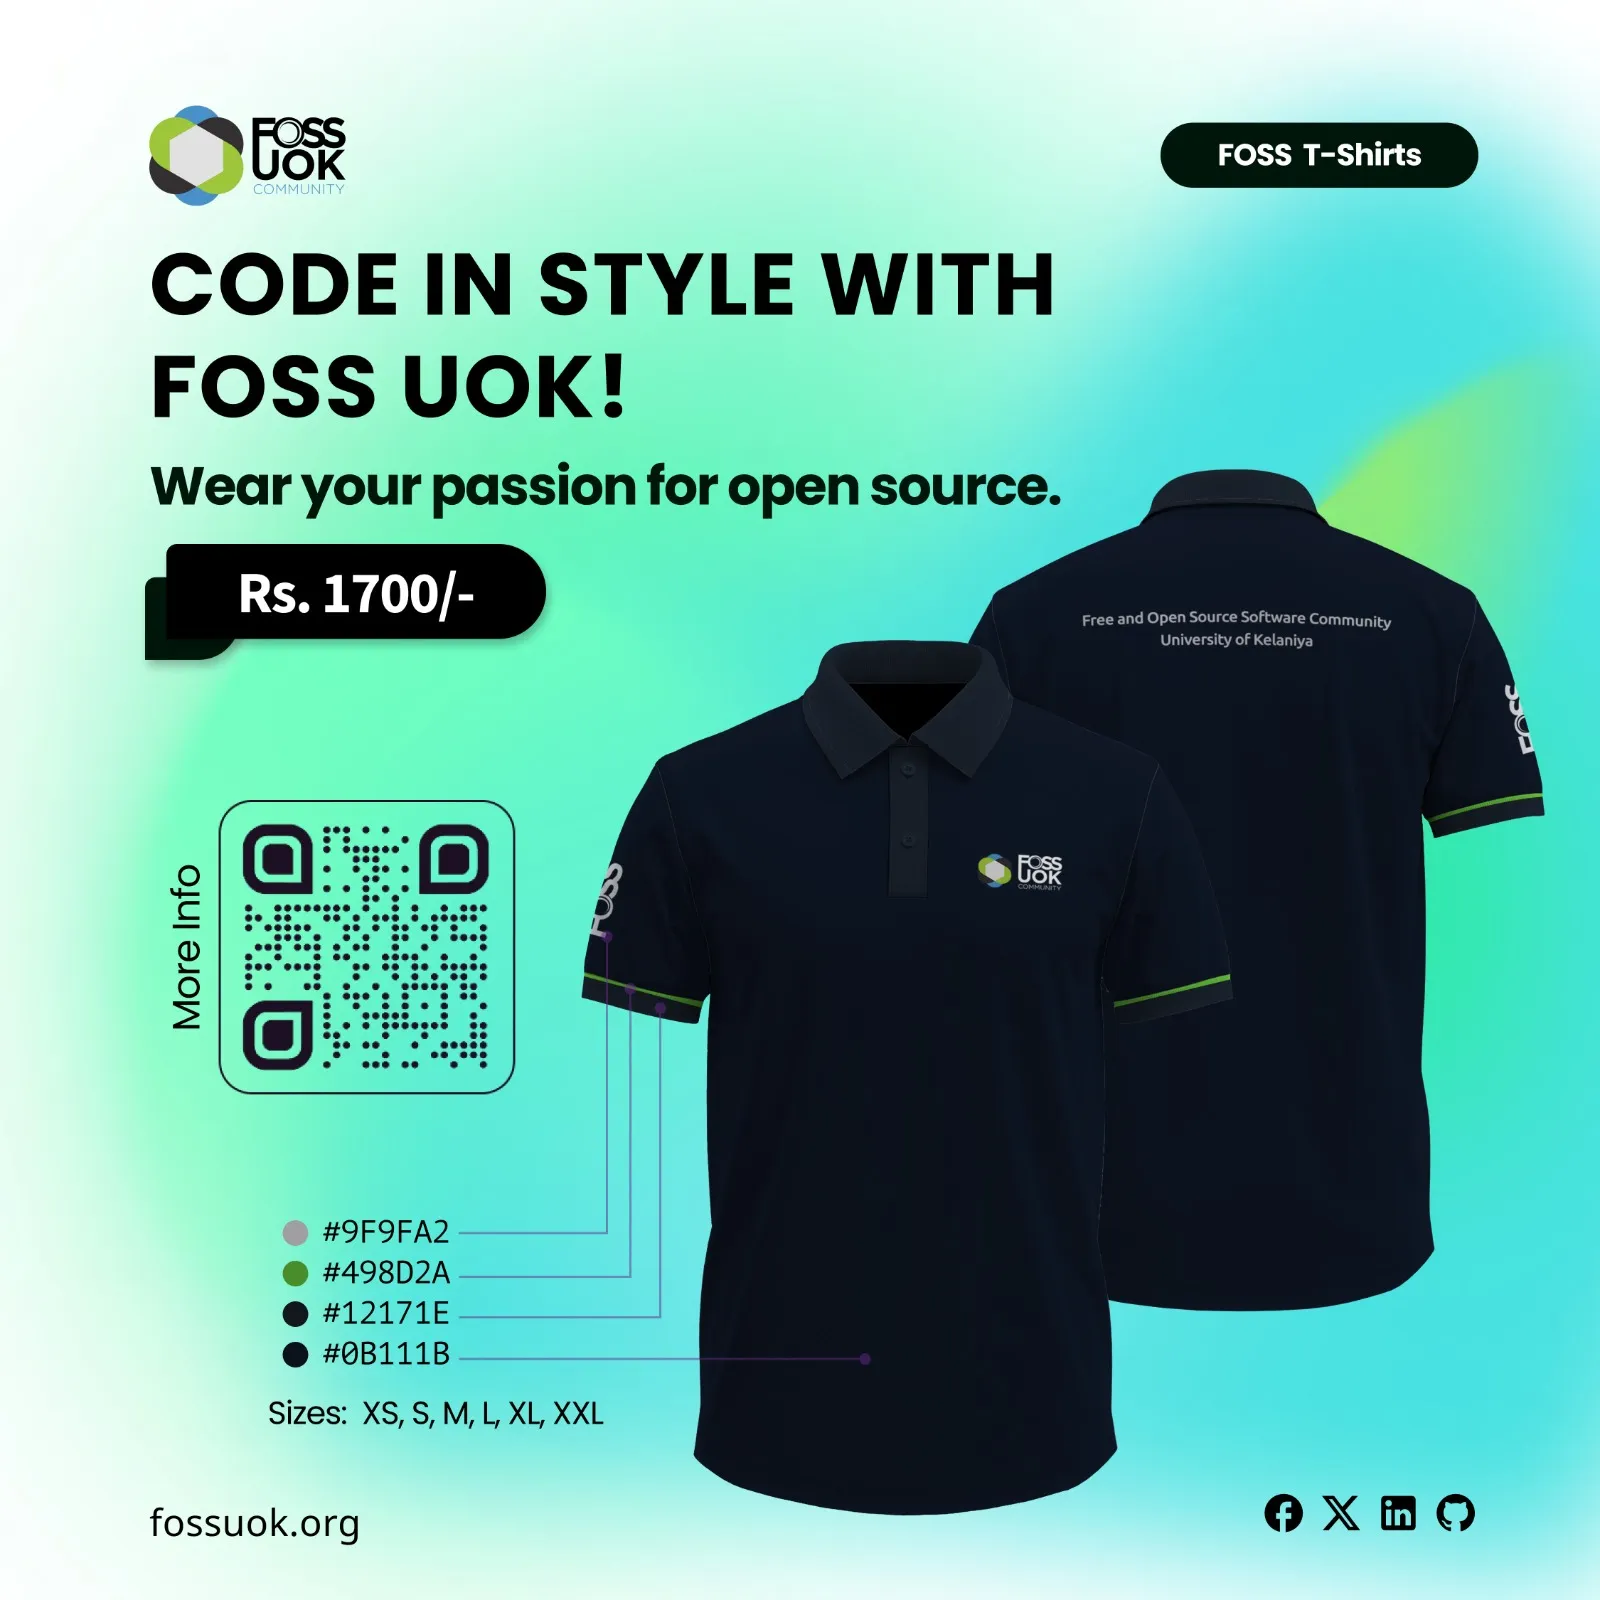 FOSS
UOK
COMMUNITY
FOSS T-Shirts
CODE IN STYLE WITH
FOSS UOK!
Wear your passion for open source.
Rs. 1700/-
Free and Open Source Software Community
University of Kelaniya
FOSS
FOSS
UOK
COMMUNITY
FOSS
More Info
#9F9FA2
#498D2A
#12171E
#0B111B
Sizes: XS, S, M, L, XL, XXL
fossuok.org